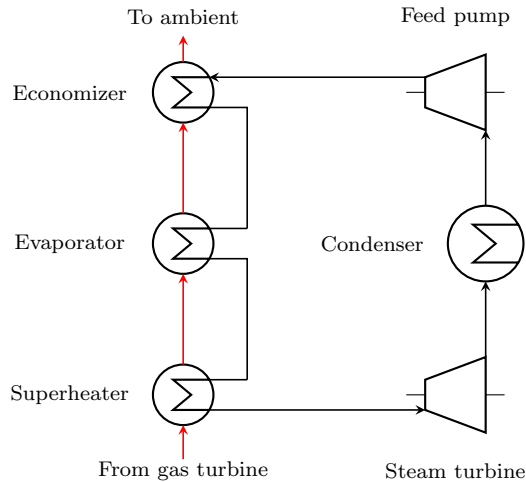 To ambient
Feed pump
Economizer
Evaporator
Condenser
Superheater
From gas turbine
Steam turbine